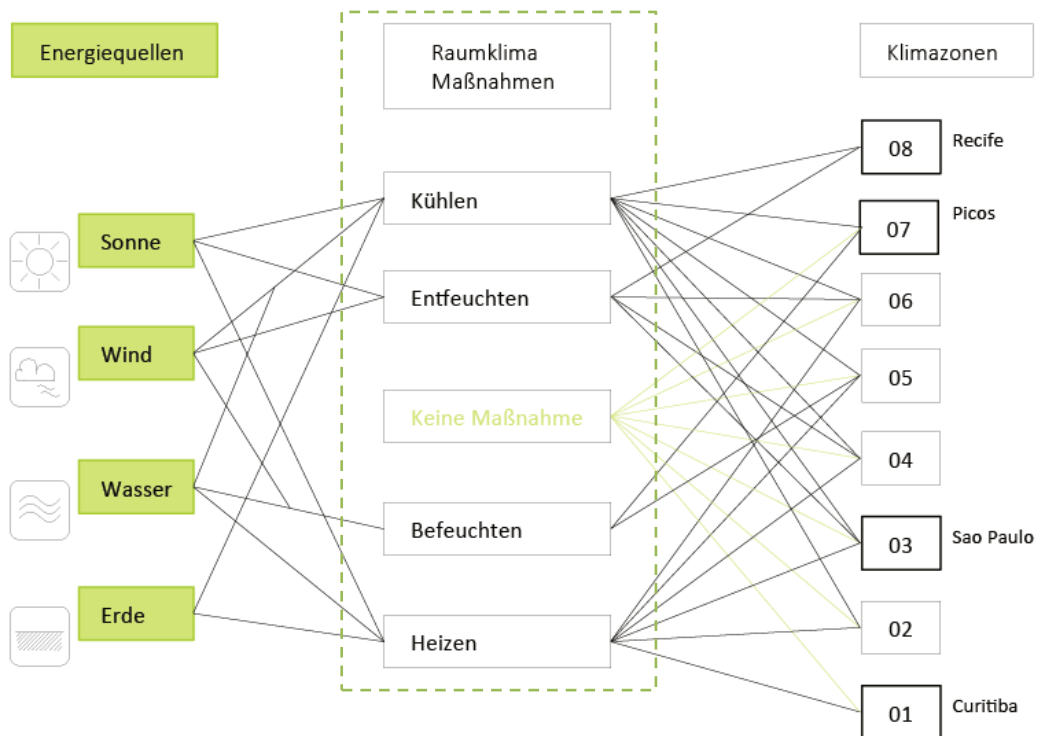 Energiequellen
Raumklima
Maßnahmen
Klimazonen
Sonne
Wind
Wasser
Erde
Kühlen
Entfeuchten
Keine Maßnahme
Befeuchten
Heizen
08 Recife
07 Picos
06
05
04
03 Sao Paulo
02
01 Curitiba